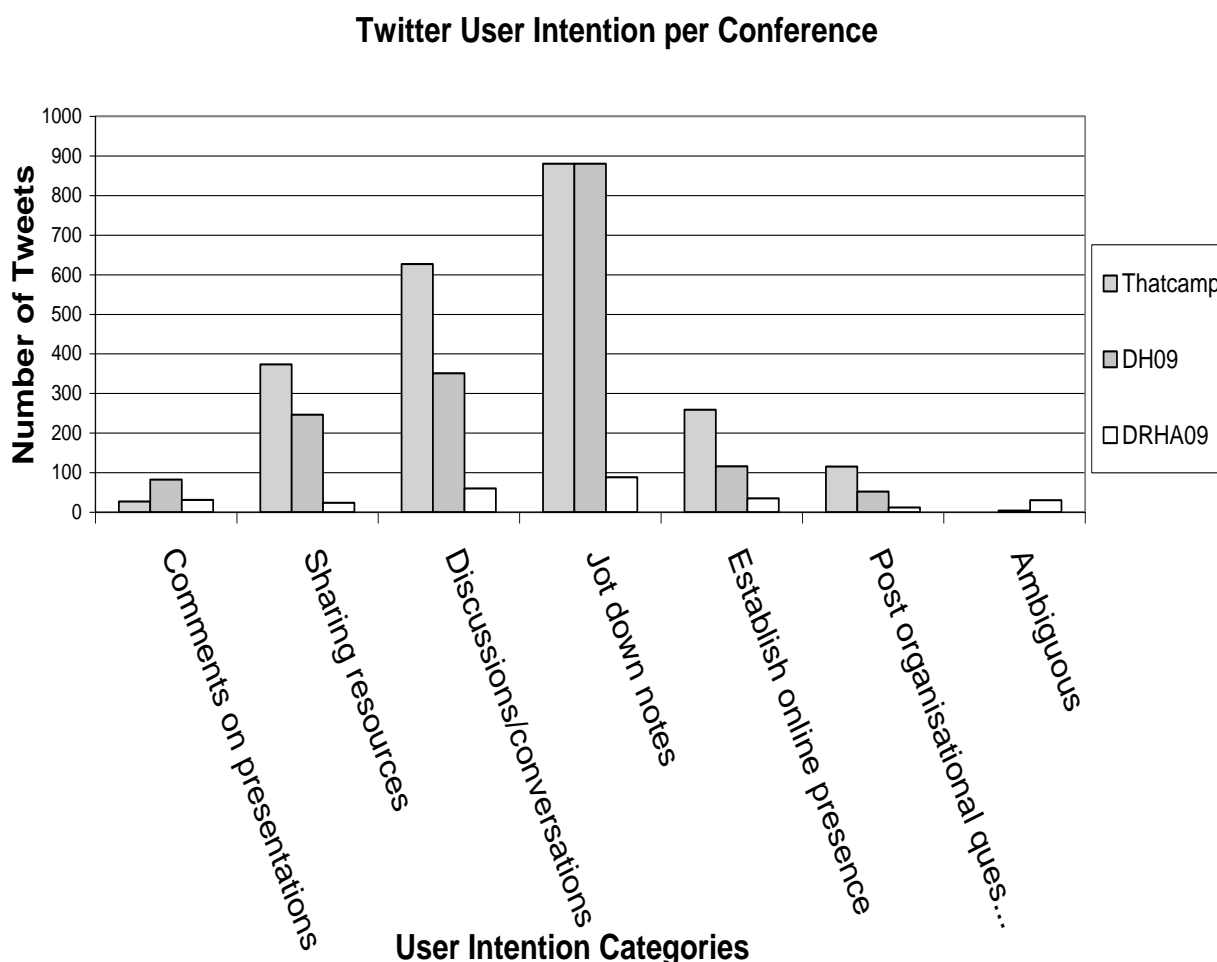 Twitter User Intention per Conference
1000
900
800
700
600
500
400
300
200
100
0
Number of Tweets
Thatcamp
DH09
DRHA09
Comments on presentations
Sharing resources
Discussions/conversations
Jot down notes
Establish online presence
Post organisational ques...
Ambiguous
User Intention Categories